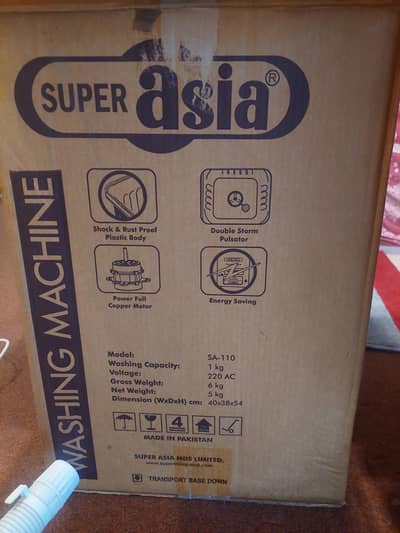 SUPER asia®
WASHING MACHINE
Shock & Rust Proof
Plastic Body
Double Storm
Pulsator
Power Full
Copper Motor
Energy Saving
Model: SA-110
Washing Capacity: 1 kg
Voltage: 220 AC
Gross Weight: 6 kg
Net Weight: 5 kg
Dimension (WxDxH) cm: 40x38x54
4
MADE IN PAKISTAN
SUPER ASIA MDS LIMITED.
TRANSPORT BASE DOWN